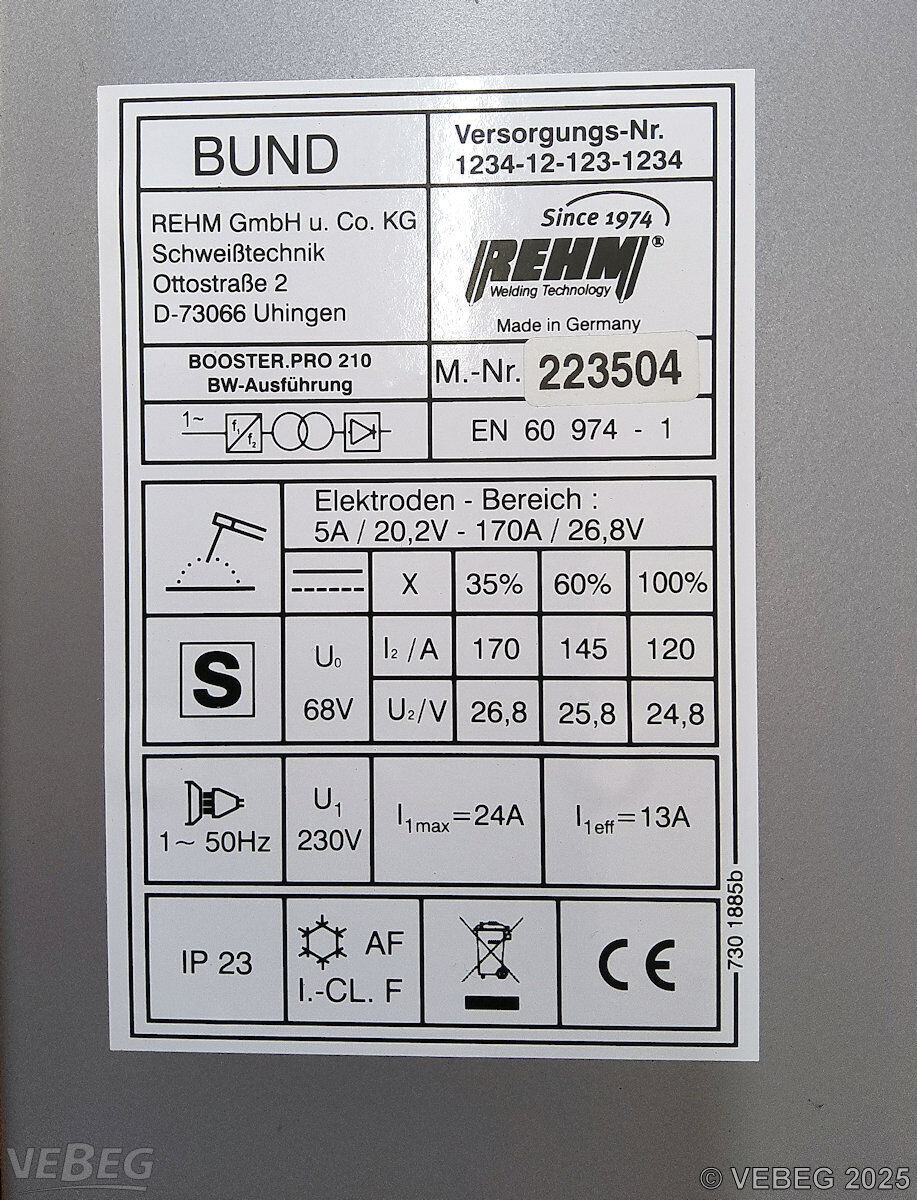 BUND
Versorgungs-Nr.
1234-12-123-1234
REHM GmbH u. Co. KG
Schweißtechnik
Ottostraße 2
D-73066 Uhingen
Since 1974
REHM®
Welding Technology
Made in Germany
BOOSTER.PRO 210
BW-Ausführung
M.-Nr. 223504
1~ f₁ f₂
EN 60 974 - 1
Elektroden - Bereich :
5A / 20,2V - 170A / 26,8V
X 35% 60% 100%
S
U₀
68V
I₂ /A 170 145 120
U₂/V 26,8 25,8 24,8
1~ 50Hz
U₁
230V
I₁max=24A
I₁eff=13A
IP 23
AF
I.-CL. F
CE
730 1885b
VEBEG
© VEBEG 2025